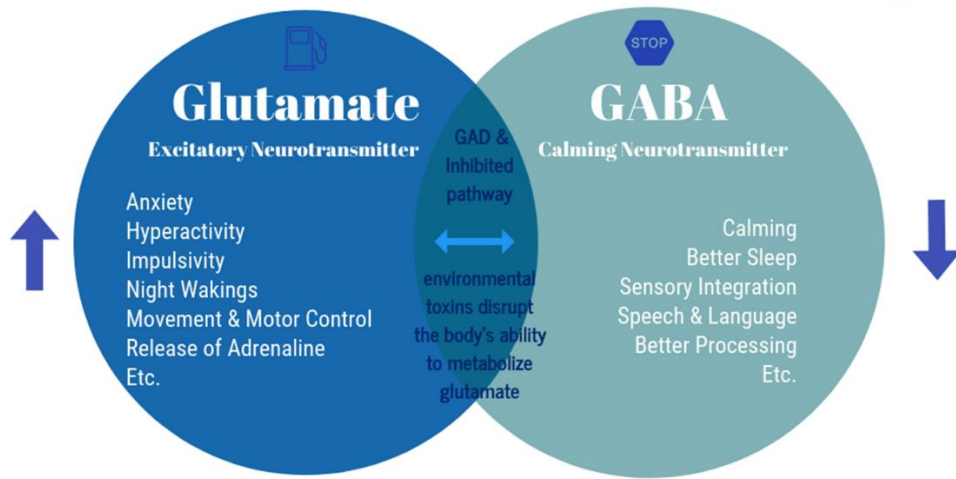 Glutamate
Excitatory Neurotransmitter
Anxiety
Hyperactivity
Impulsivity
Night Wakings
Movement & Motor Control
Release of Adrenaline
Etc.
GAD &
Inhibited
pathway
environmental
toxins disrupt
the body's ability
to metabolize
glutamate
STOP
GABA
Calming Neurotransmitter
Calming
Better Sleep
Sensory Integration
Speech & Language
Better Processing
Etc.